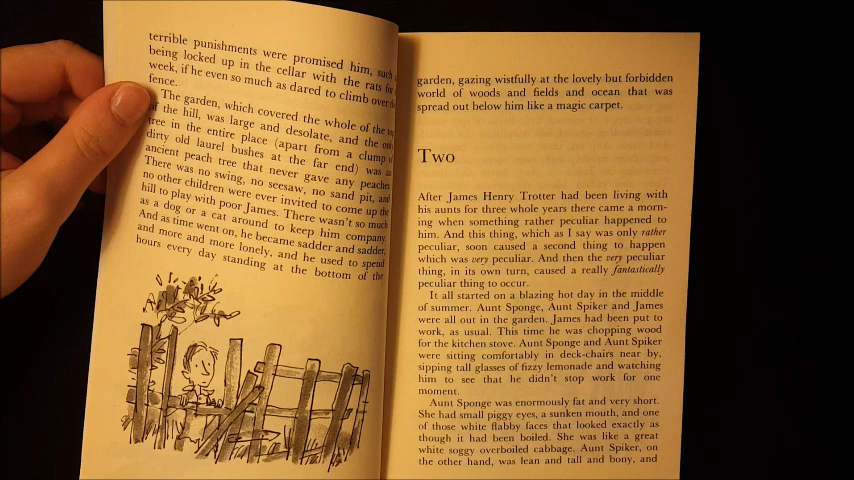 terrible punishments were promised him, such
being locked up in the cellar with the rats for
week, if he even so much as dared to climb over
fence.
The garden, which covered the whole of the
of the hill, was large and desolate, and the
tree in the entire place (apart from a clump
dirty old laurel bushes at the far end) was
ancient peach tree that never gave any peaches.
There was no swing, no seesaw, no sand pit, and
no other children were ever invited to come up the
hill to play with poor James. There wasn't so much
as a dog or a cat around to keep him company.
And as time went on, he became sadder and sadder,
and more and more lonely, and he used to spend
hours every day standing at the bottom of the
garden, gazing wistfully at the lovely but forbidden
world of woods and fields and ocean that was
spread out below him like a magic carpet.
Two
After James Henry Trotter had been living with
his aunts for three whole years there came a morn-
ing when something rather peculiar happened to
him. And this thing, which as I say was only rather
peculiar, soon caused a second thing to happen
which was very peculiar. And then the very peculiar
thing, in its own turn, caused a really fantastically
peculiar thing to occur.
It all started on a blazing hot day in the middle
of summer. Aunt Sponge, Aunt Spiker and James
were all out in the garden. James had been put to
work, as usual. This time he was chopping wood
for the kitchen stove. Aunt Sponge and Aunt Spiker
were sitting comfortably in deck-chairs near by,
sipping tall glasses of fizzy lemonade and watching
him to see that he didn't stop work for one
moment.
Aunt Sponge was enormously fat and very short.
She had small piggy eyes, a sunken mouth, and one
of those white flabby faces that looked exactly as
though it had been boiled. She was like a great
white soggy overboiled cabbage. Aunt Spiker, on
the other hand, was lean and tall and bony, and